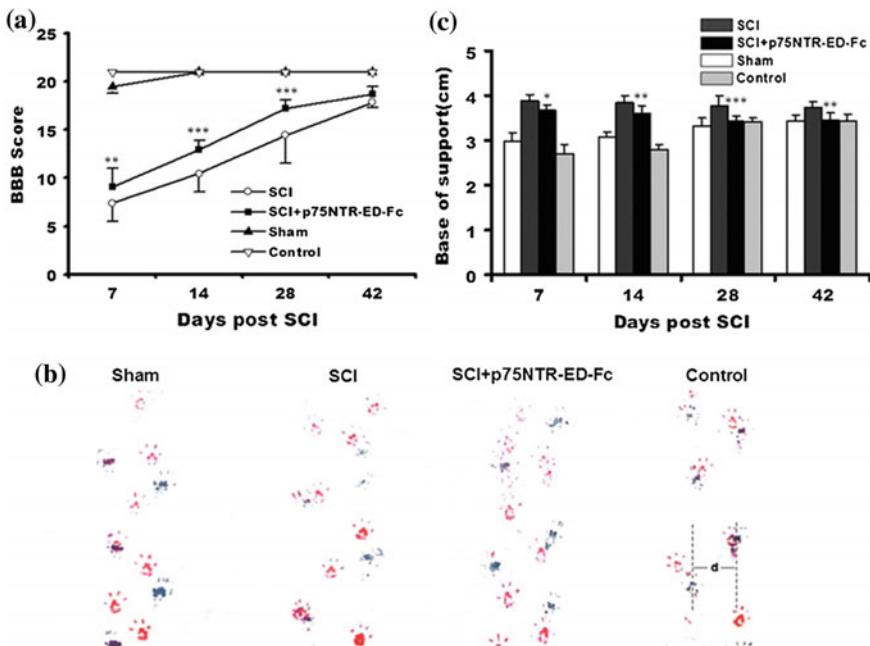 (a)
25
20
15
10
5
0
BBB Score
**
***
***
SCI
SCI+p75NTR-ED-Fc
Sham
Control
7 14 28 42
Days post SCI
(c)
SCI
SCI+p75NTR-ED-Fc
Sham
Control
5
4
3
2
1
0
Base of support(cm)
*
**
***
**
7 14 28 42
Days post SCI
(b)
Sham SCI SCI+p75NTR-ED-Fc Control
d